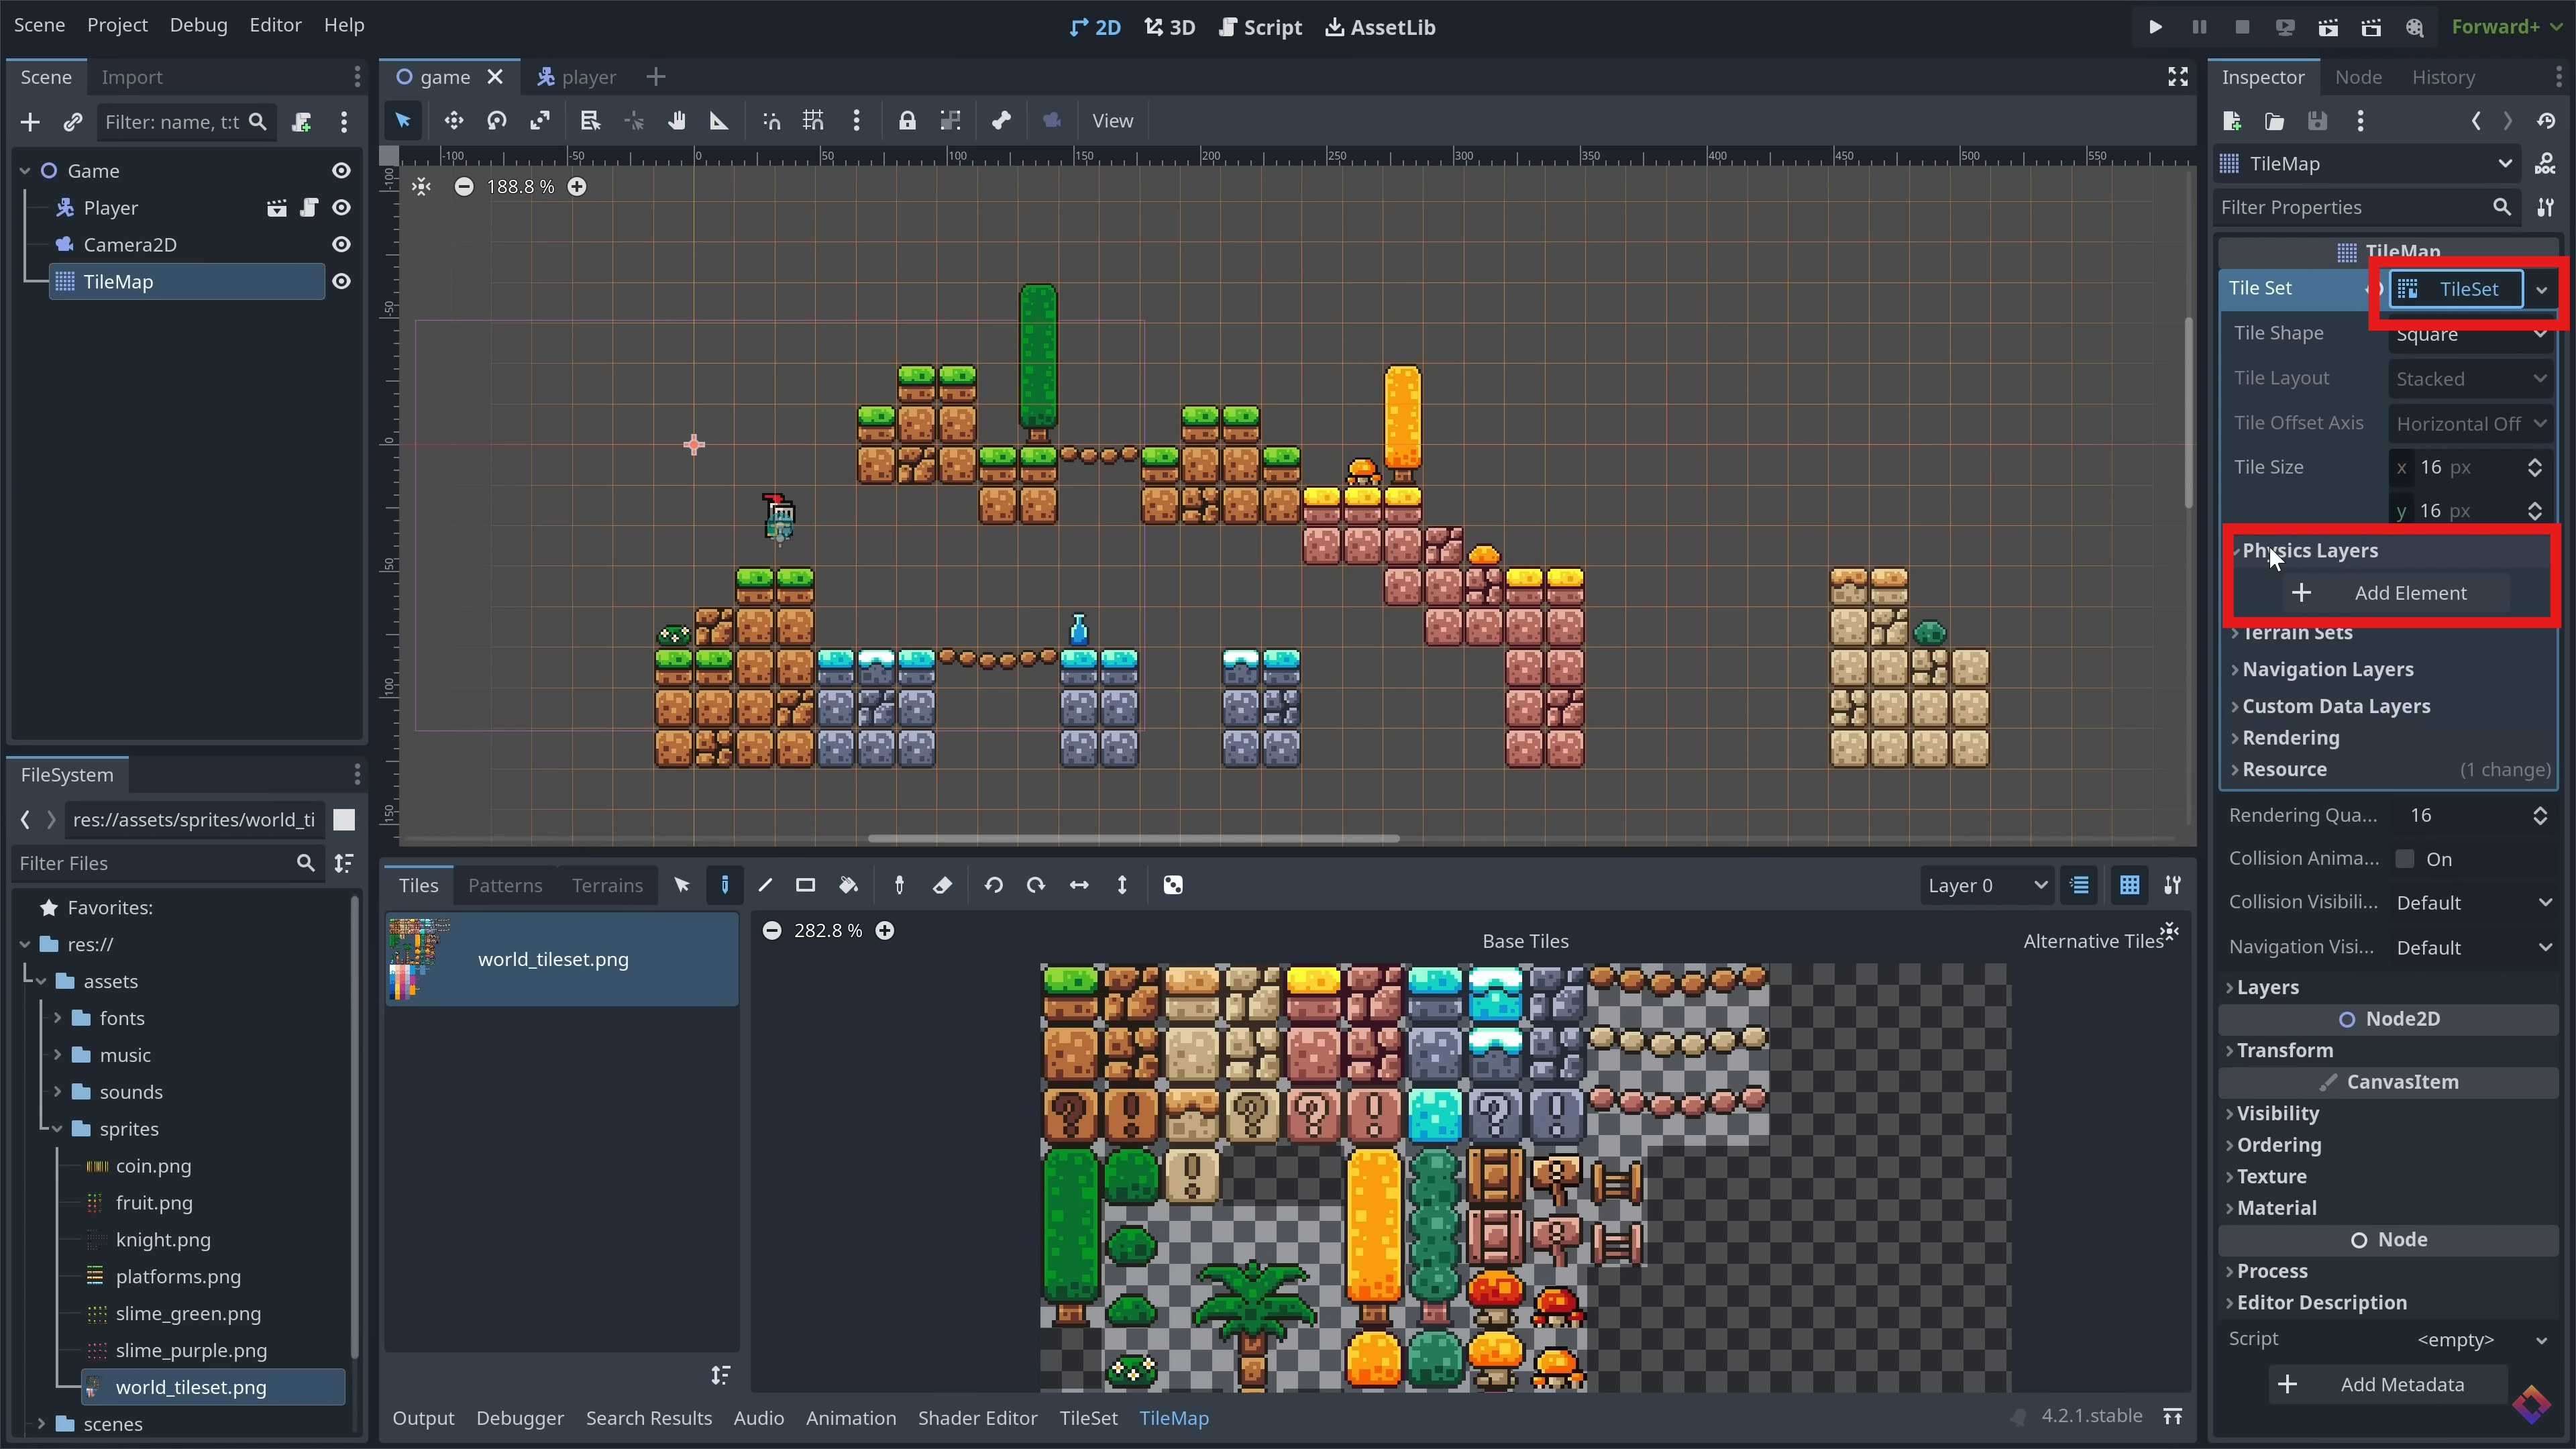 Scene Project Debug Editor Help
2D 3D Script AssetLib
Forward+
Scene Import
Filter: name, t:t
Game
Player
Camera2D
TileMap
FileSystem
res://assets/sprites/world_ti
Filter Files
Favorites:
res://
assets
fonts
music
sounds
sprites
coin.png
fruit.png
knight.png
platforms.png
slime_green.png
slime_purple.png
world_tileset.png
scenes
game player
View
-100 -50 0 50 100 150 200 250 300 350 400 450 500 550
-100
-50
0
50
100
150
188.8 %
Tiles Patterns Terrains
Layer 0
world_tileset.png
282.8 %
Base Tiles
Alternative Tiles
Output Debugger Search Results Audio Animation Shader Editor TileSet TileMap
4.2.1.stable
Inspector Node History
TileMap
Filter Properties
TileMap
Tile Set TileSet
Tile Shape Square
Tile Layout Stacked
Tile Offset Axis Horizontal Off
Tile Size x 16 px
y 16 px
Physics Layers
Add Element
Terrain Sets
Navigation Layers
Custom Data Layers
Rendering
Resource (1 change)
Rendering Qua... 16
Collision Anima... On
Collision Visibili... Default
Navigation Visi... Default
Layers
Node2D
Transform
CanvasItem
Visibility
Ordering
Texture
Material
Node
Process
Editor Description
Script <empty>
Add Metadata